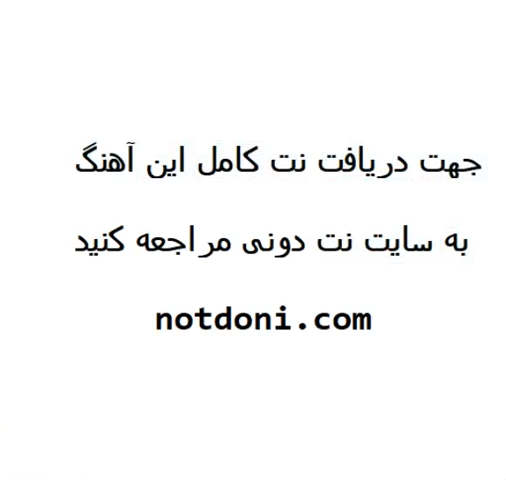 جهت دریافت نت کامل این آهنگ
به سایت نت دونی مراجعه کنید
notdoni.com